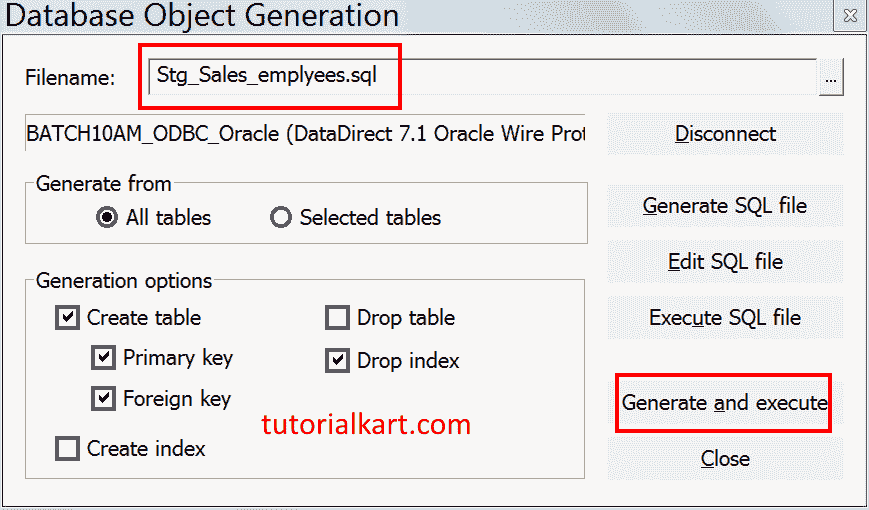 Database Object Generation
Filename:
Stg_Sales_emplyees.sql
...
BATCH10AM_ODBC_Oracle (DataDirect 7.1 Oracle Wire Prot
Disconnect
Generate from
All tables
Selected tables
Generate SQL file
Edit SQL file
Execute SQL file
Generation options
Create table
Drop table
Primary key
Drop index
Foreign key
Create index
tutorialkart.com
Generate and execute
Close